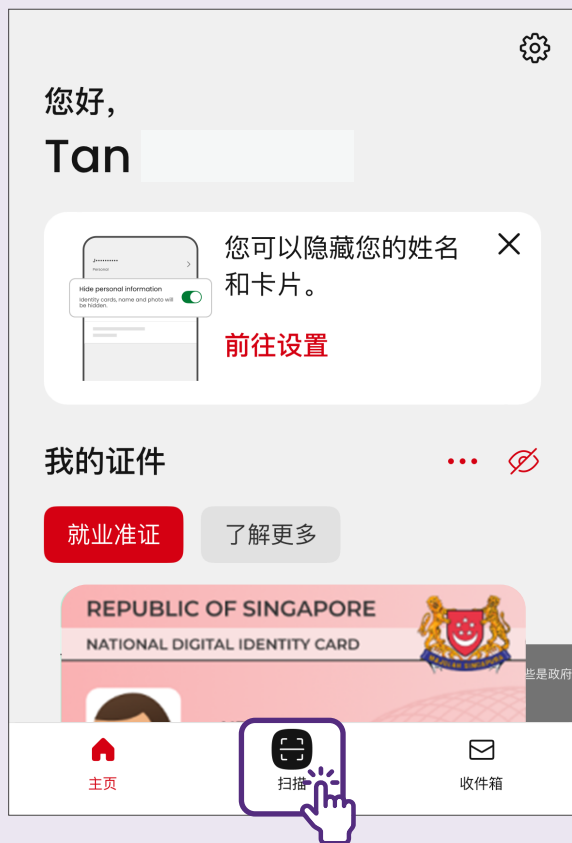 您好，
Tan
您可以隐藏您的姓名
和卡片。
前往设置
Personal
Hide personal information
Identity cards, name and photo will
be hidden.
我的证件
就业准证
了解更多
REPUBLIC OF SINGAPORE
NATIONAL DIGITAL IDENTITY CARD
MAJULAH SINGAPURA
些是政府
主页
扫描
收件箱